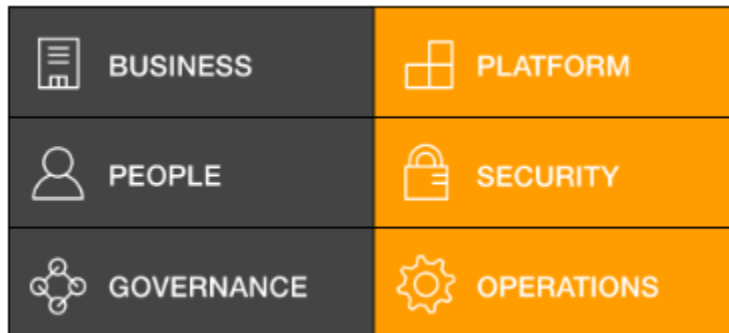 BUSINESS
PLATFORM
PEOPLE
SECURITY
GOVERNANCE
OPERATIONS